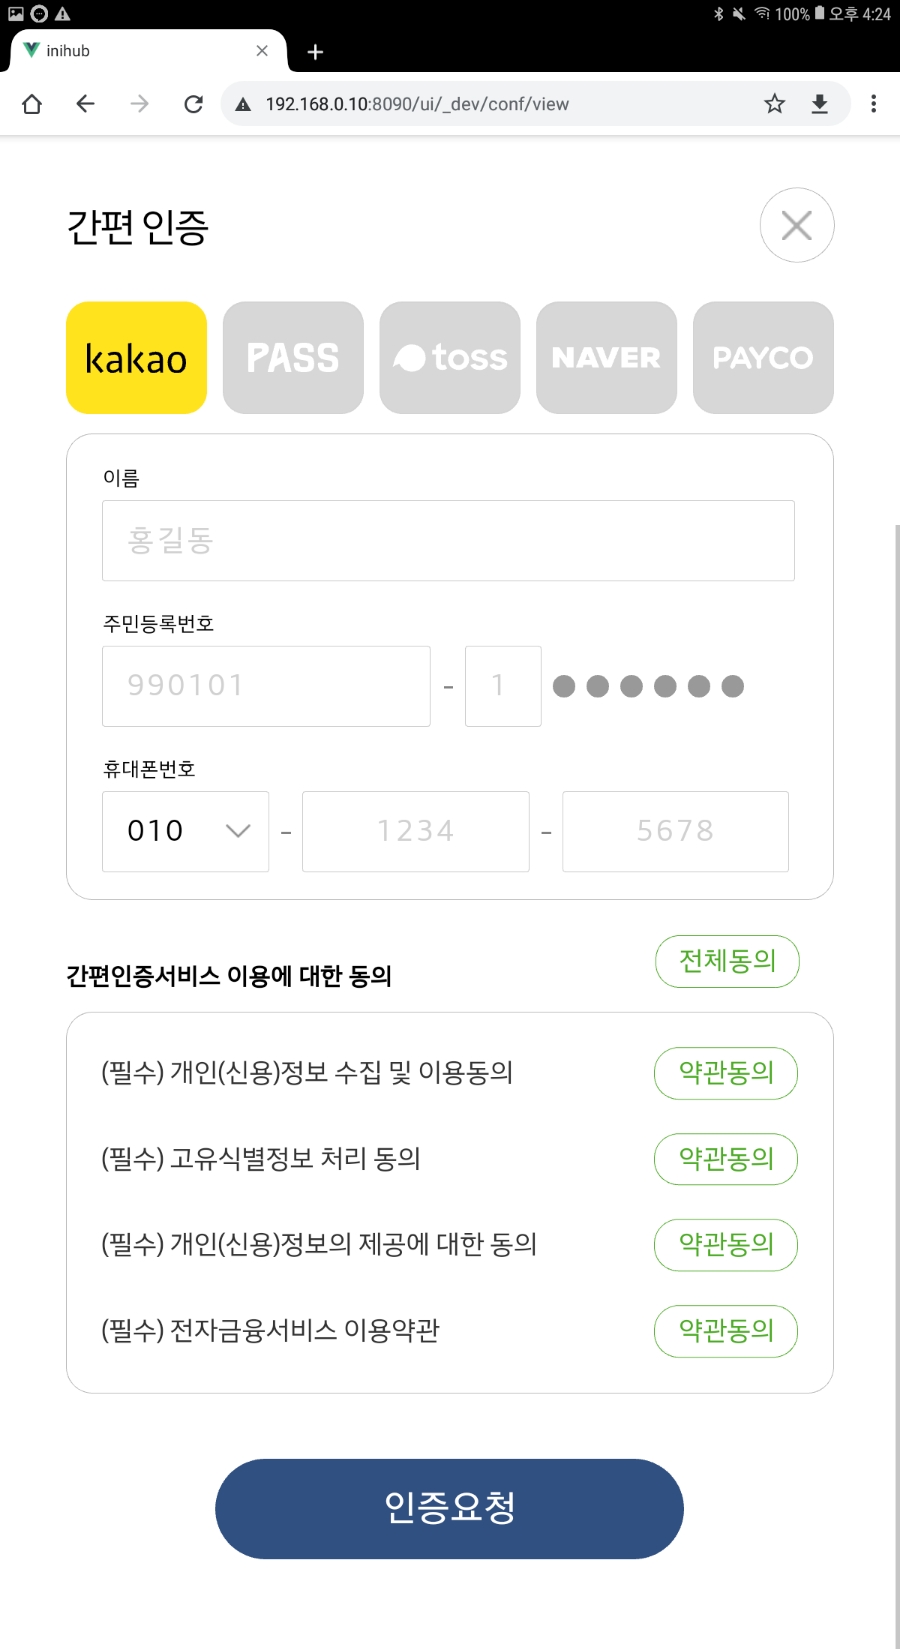 100% 오후 4:24
inihub
192.168.0.10:8090/ui/_dev/conf/view
간편 인증
kakao PASS toss NAVER PAYCO
이름
홍길동
주민등록번호
990101 - 1 ●●●●●●
휴대폰번호
010 - 1234 - 5678
간편인증서비스 이용에 대한 동의 전체동의
(필수) 개인(신용)정보 수집 및 이용동의 약관동의
(필수) 고유식별정보 처리 동의 약관동의
(필수) 개인(신용)정보의 제공에 대한 동의 약관동의
(필수) 전자금융서비스 이용약관 약관동의
인증요청